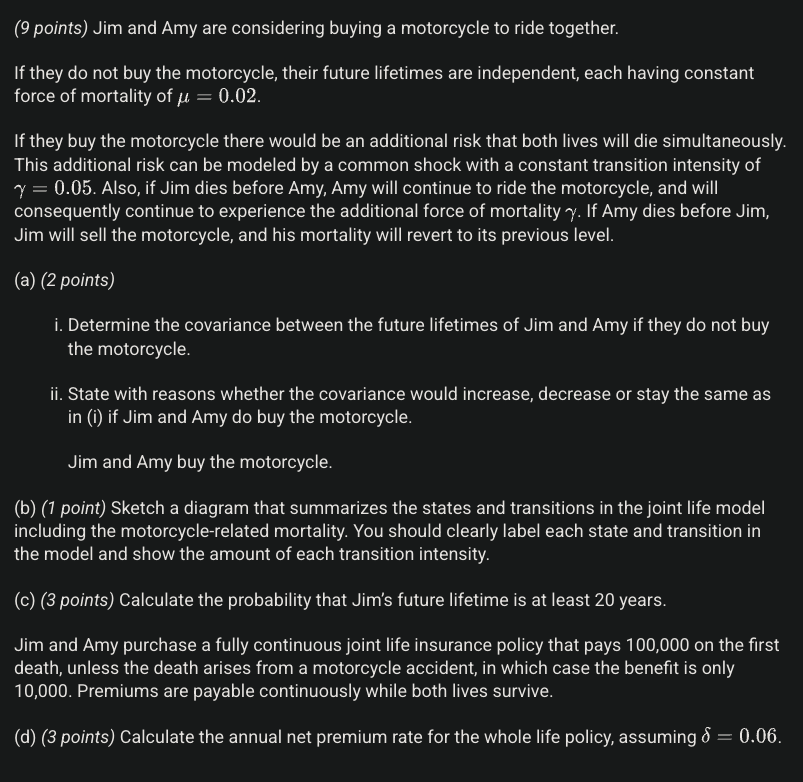 (9 points) Jim and Amy are considering buying a motorcycle to ride together.
If they do not buy the motorcycle, their future lifetimes are independent, each having constant
force of mortality of μ = 0.02.
If they buy the motorcycle there would be an additional risk that both lives will die simultaneously.
This additional risk can be modeled by a common shock with a constant transition intensity of
γ = 0.05. Also, if Jim dies before Amy, Amy will continue to ride the motorcycle, and will
consequently continue to experience the additional force of mortality γ. If Amy dies before Jim,
Jim will sell the motorcycle, and his mortality will revert to its previous level.
(a) (2 points)
i. Determine the covariance between the future lifetimes of Jim and Amy if they do not buy
the motorcycle.
ii. State with reasons whether the covariance would increase, decrease or stay the same as
in (i) if Jim and Amy do buy the motorcycle.
Jim and Amy buy the motorcycle.
(b) (1 point) Sketch a diagram that summarizes the states and transitions in the joint life model
including the motorcycle-related mortality. You should clearly label each state and transition in
the model and show the amount of each transition intensity.
(c) (3 points) Calculate the probability that Jim's future lifetime is at least 20 years.
Jim and Amy purchase a fully continuous joint life insurance policy that pays 100,000 on the first
death, unless the death arises from a motorcycle accident, in which case the benefit is only
10,000. Premiums are payable continuously while both lives survive.
(d) (3 points) Calculate the annual net premium rate for the whole life policy, assuming δ = 0.06.